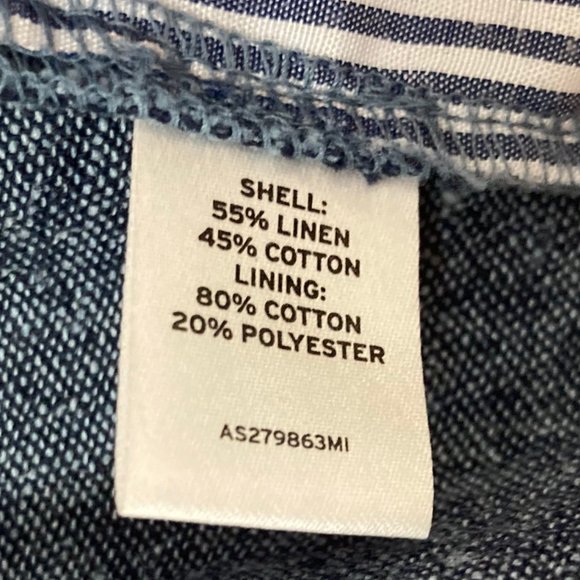 SHELL:
55% LINEN
45% COTTON
LINING:
80% COTTON
20% POLYESTER
AS279863MI